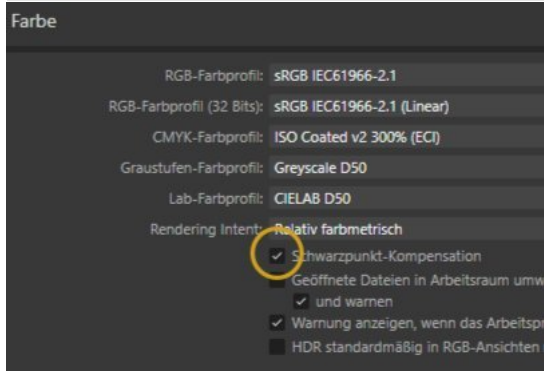 Farbe
RGB-Farbprofil: sRGB IEC61966-2.1
RGB-Farbprofil (32 Bits): sRGB IEC61966-2.1 (Linear)
CMYK-Farbprofil: ISO Coated v2 300% (ECI)
Graustufen-Farbprofil: Greyscale D50
Lab-Farbprofil: CIELAB D50
Rendering Intent: Relativ farbmetrisch
Schwarzpunkt-Kompensation
Geöffnete Dateien in Arbeitsraum umw
und warnen
Warnung anzeigen, wenn das Arbeitspr
HDR standardmäßig in RGB-Ansichten